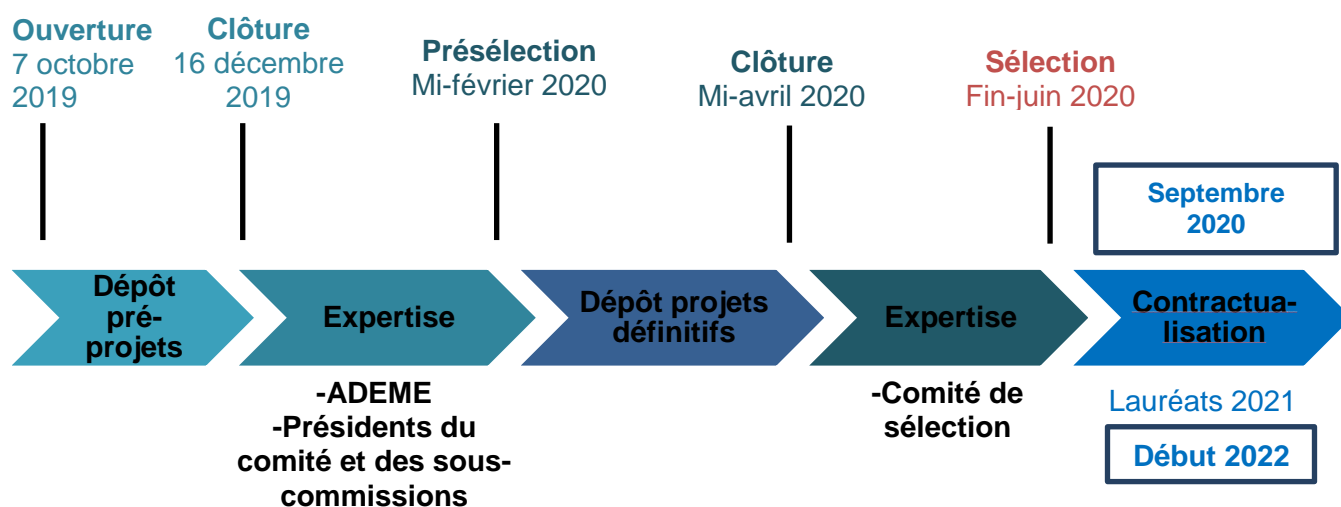 Ouverture
7 octobre
2019
Clôture
16 décembre
2019
Présélection
Mi-février 2020
Clôture
Mi-avril 2020
Sélection
Fin-juin 2020
Septembre
2020
Dépôt
pré-
projets
Expertise
Dépôt projets
définitifs
Expertise
Contractua-
lisation
-ADEME
-Présidents du
comité et des sous-
commissions
-Comité de
sélection
Lauréats 2021
Début 2022